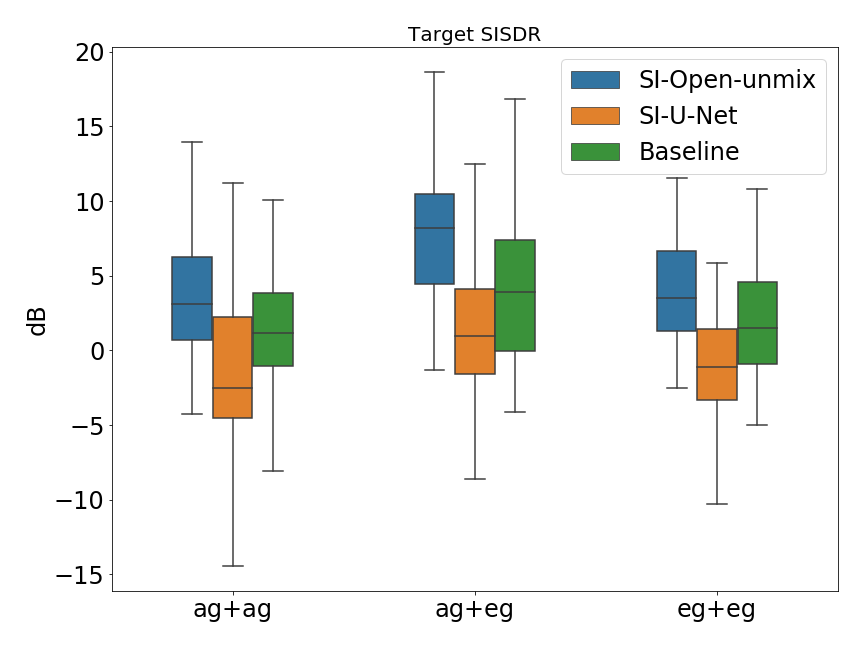 Target SISDR
20
15
10
5
0
−5
−10
−15
dB
SI-Open-unmix
SI-U-Net
Baseline
ag+ag
ag+eg
eg+eg